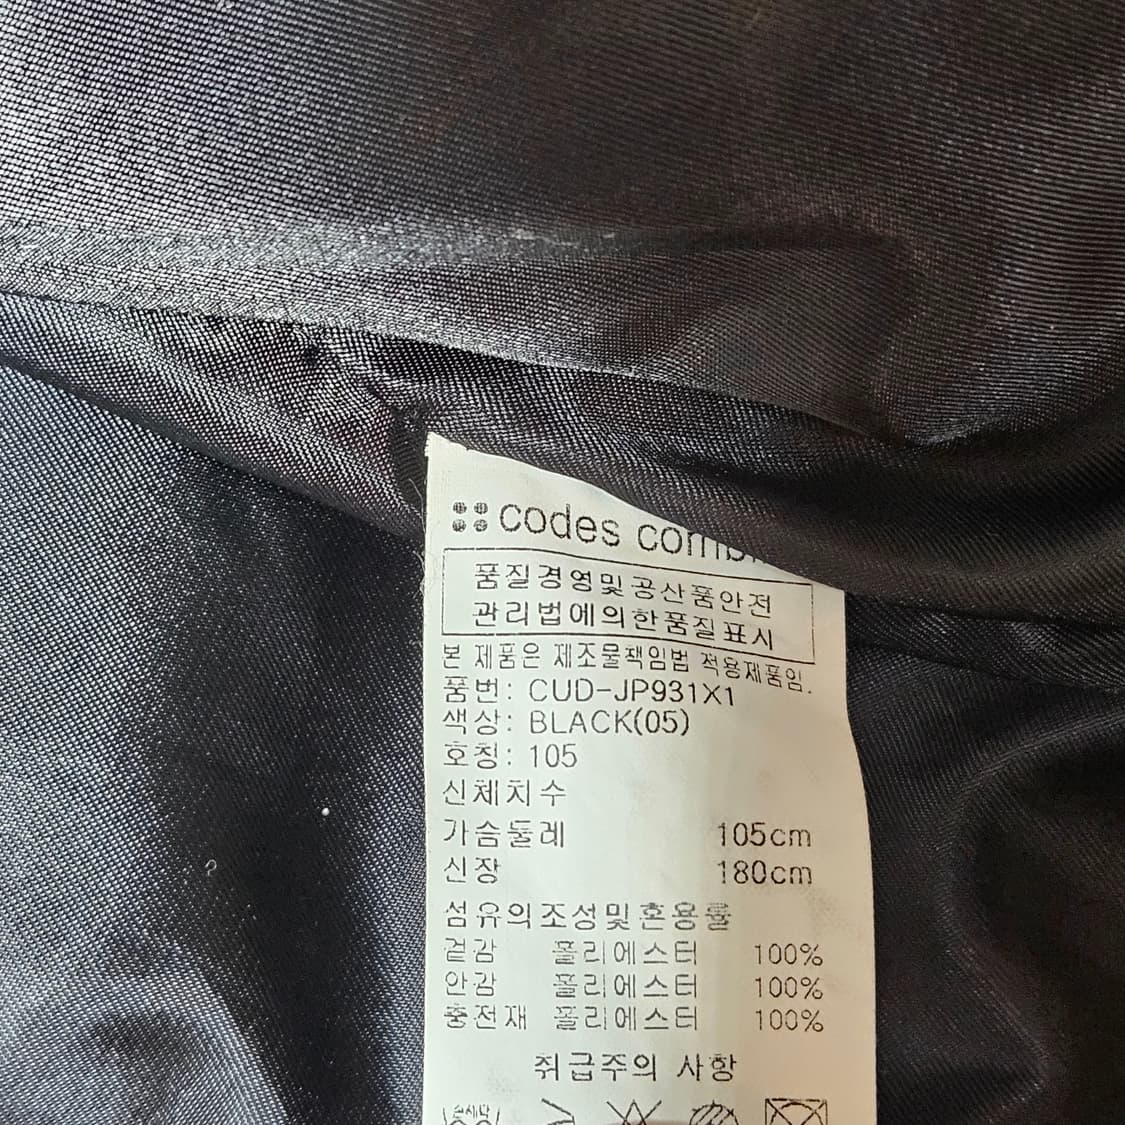 codes comb
품질경영및공산품안전
관리법에의한품질표시
본 제품은 제조물책임법 적용제품임.
품번: CUD-JP931X1
색상: BLACK(05)
호칭: 105
신체치수
가슴둘레 105cm
신장 180cm
섬유의조성및혼용률
겉감 폴리에스터 100%
안감 폴리에스터 100%
충전재 폴리에스터 100%
취급주의 사항